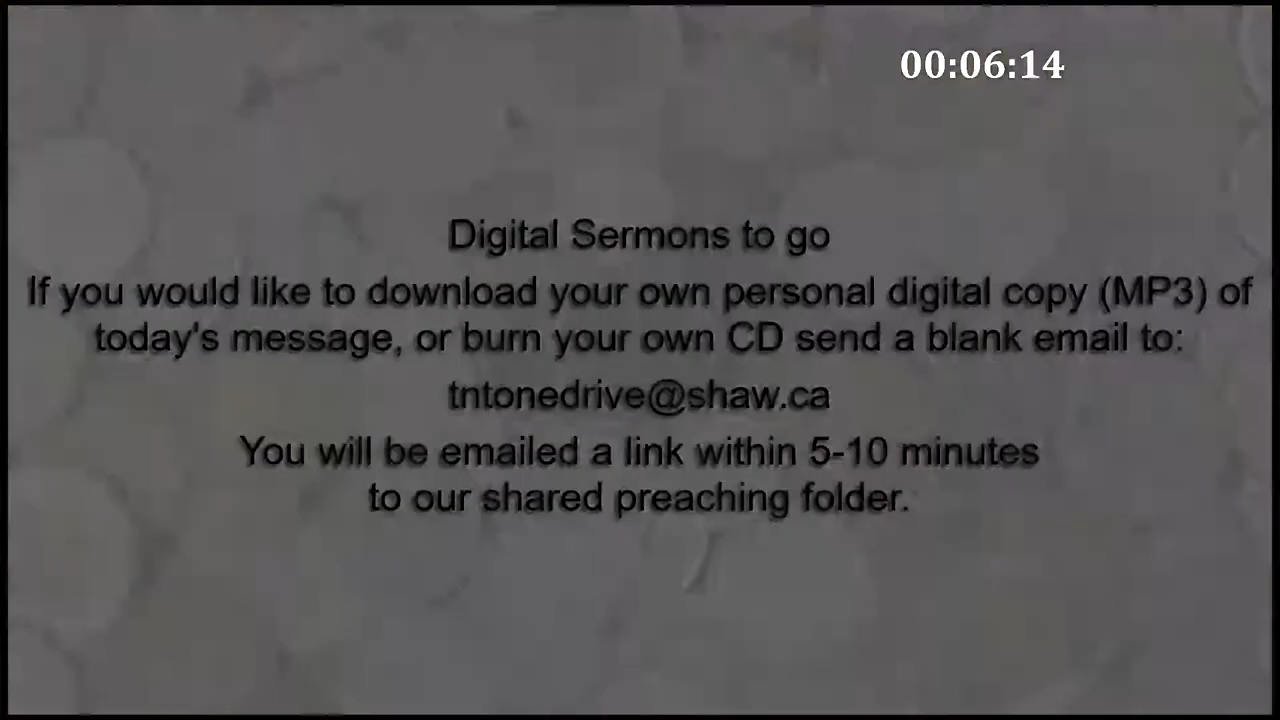 00:06:14
Digital Sermons to go
If you would like to download your own personal digital copy (MP3) of
today's message, or burn your own CD send a blank email to:
tntonedrive@shaw.ca
You will be emailed a link within 5-10 minutes
to our shared preaching folder.